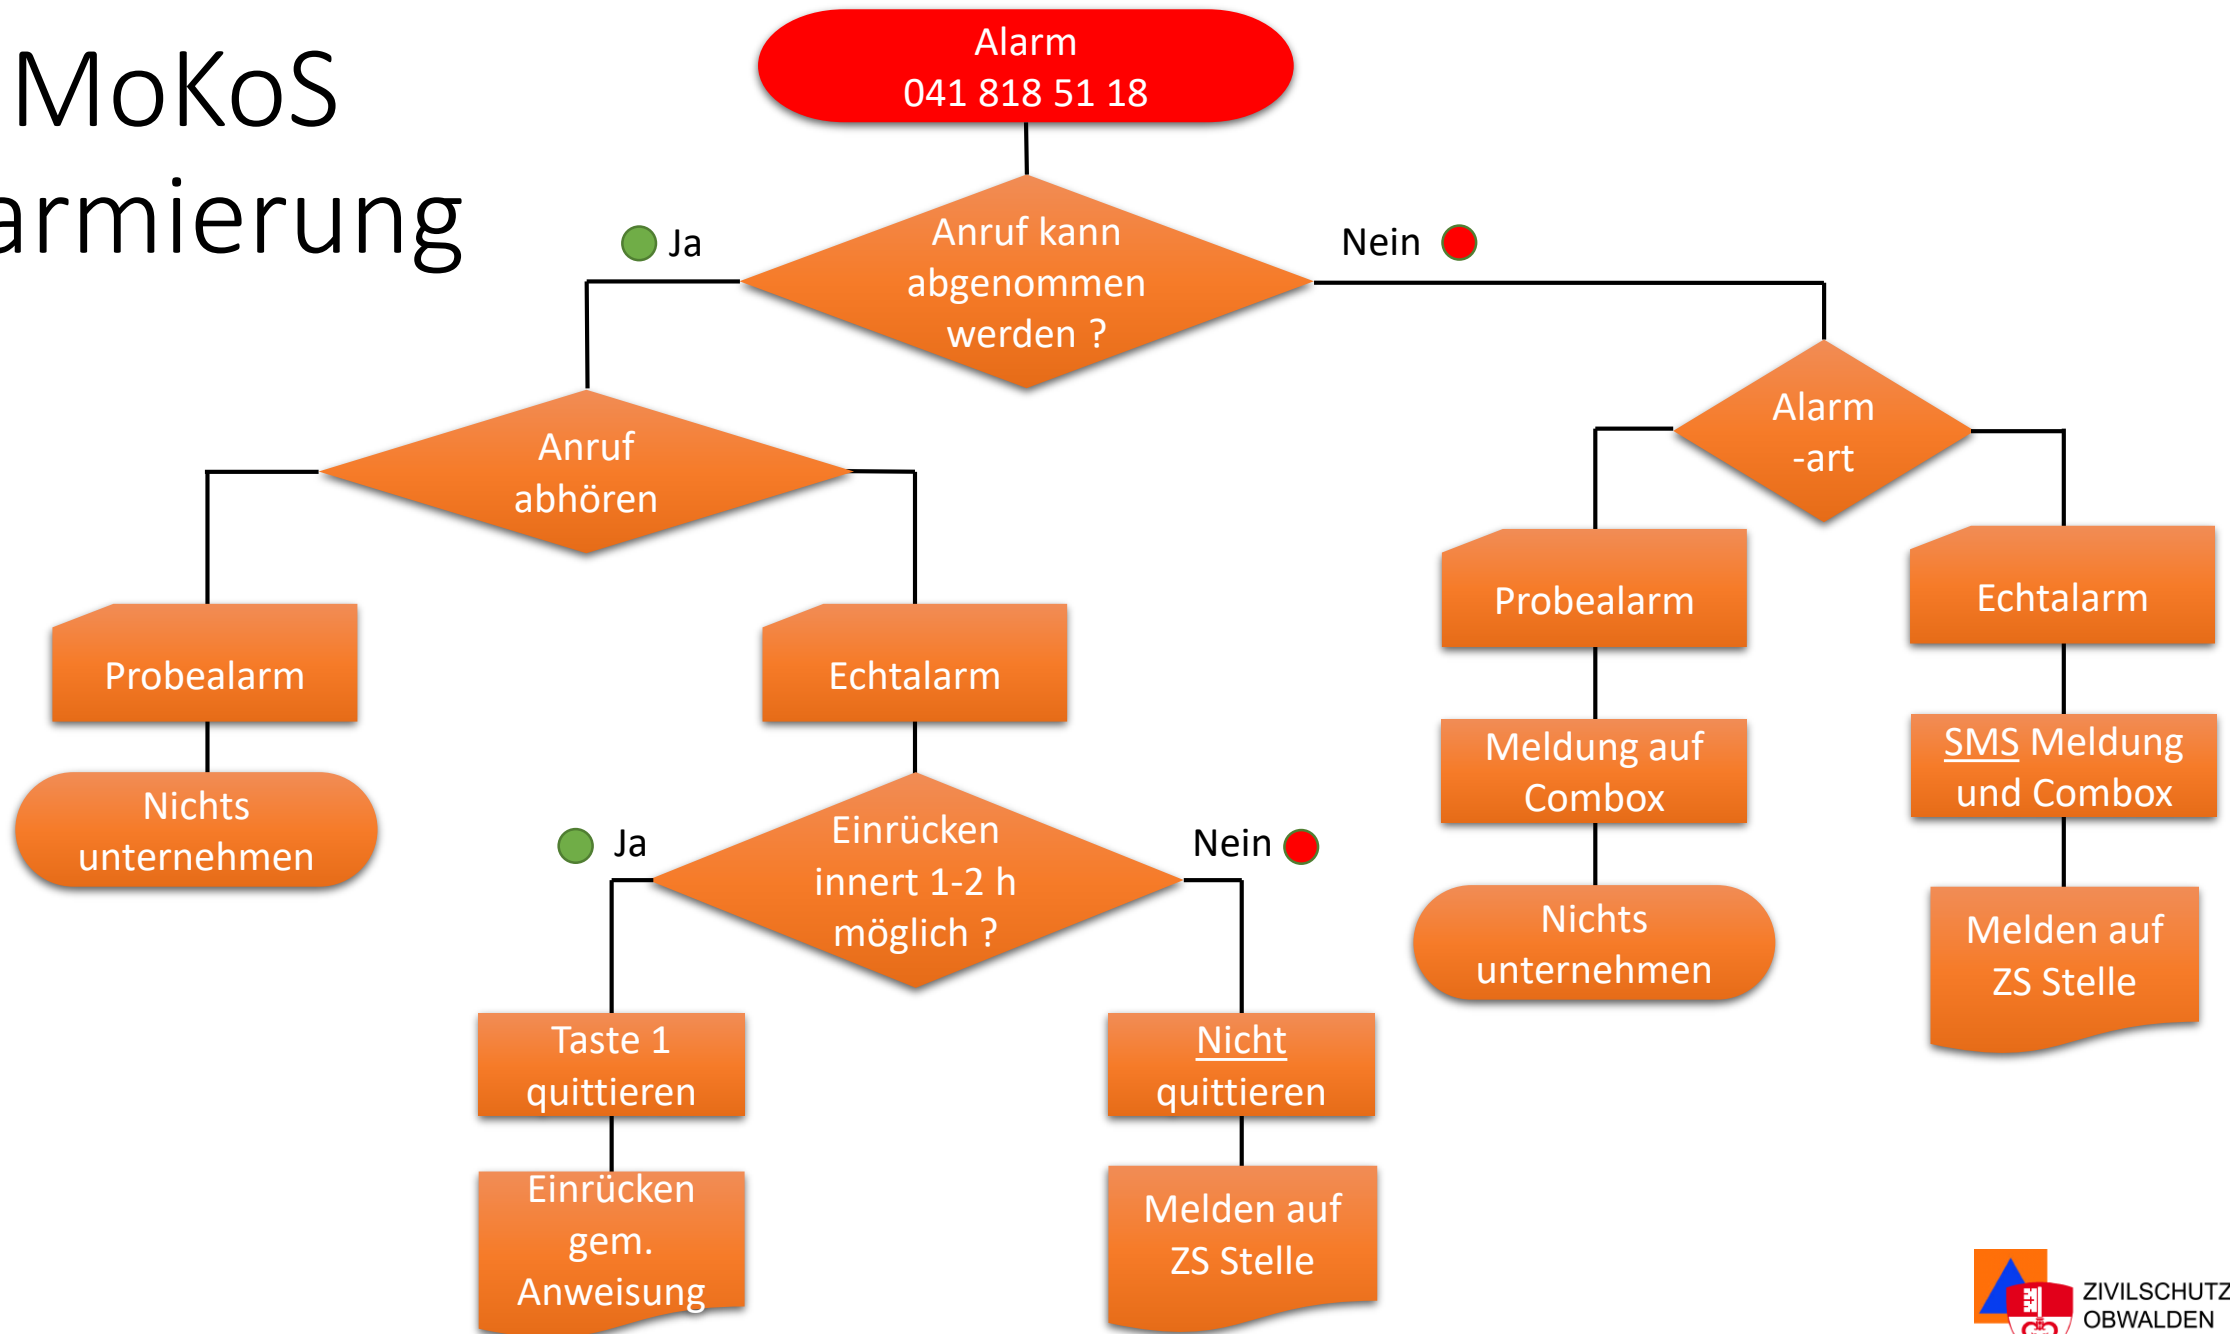 MoKoS
armierung
Alarm
041 818 51 18
Ja
Anruf kann
abgenommen
werden ?
Nein
Anruf
abhören
Alarm
-art
Probealarm
Echtalarm
Probealarm
Echtalarm
Nichts
unternehmen
Ja
Einrücken
innert 1-2 h
möglich ?
Nein
Meldung auf
Combox
SMS Meldung
und Combox
Nichts
unternehmen
Melden auf
ZS Stelle
Taste 1
quittieren
Nicht
quittieren
Einrücken
gem.
Anweisung
Melden auf
ZS Stelle
ZIVILSCHUTZ
OBWALDEN